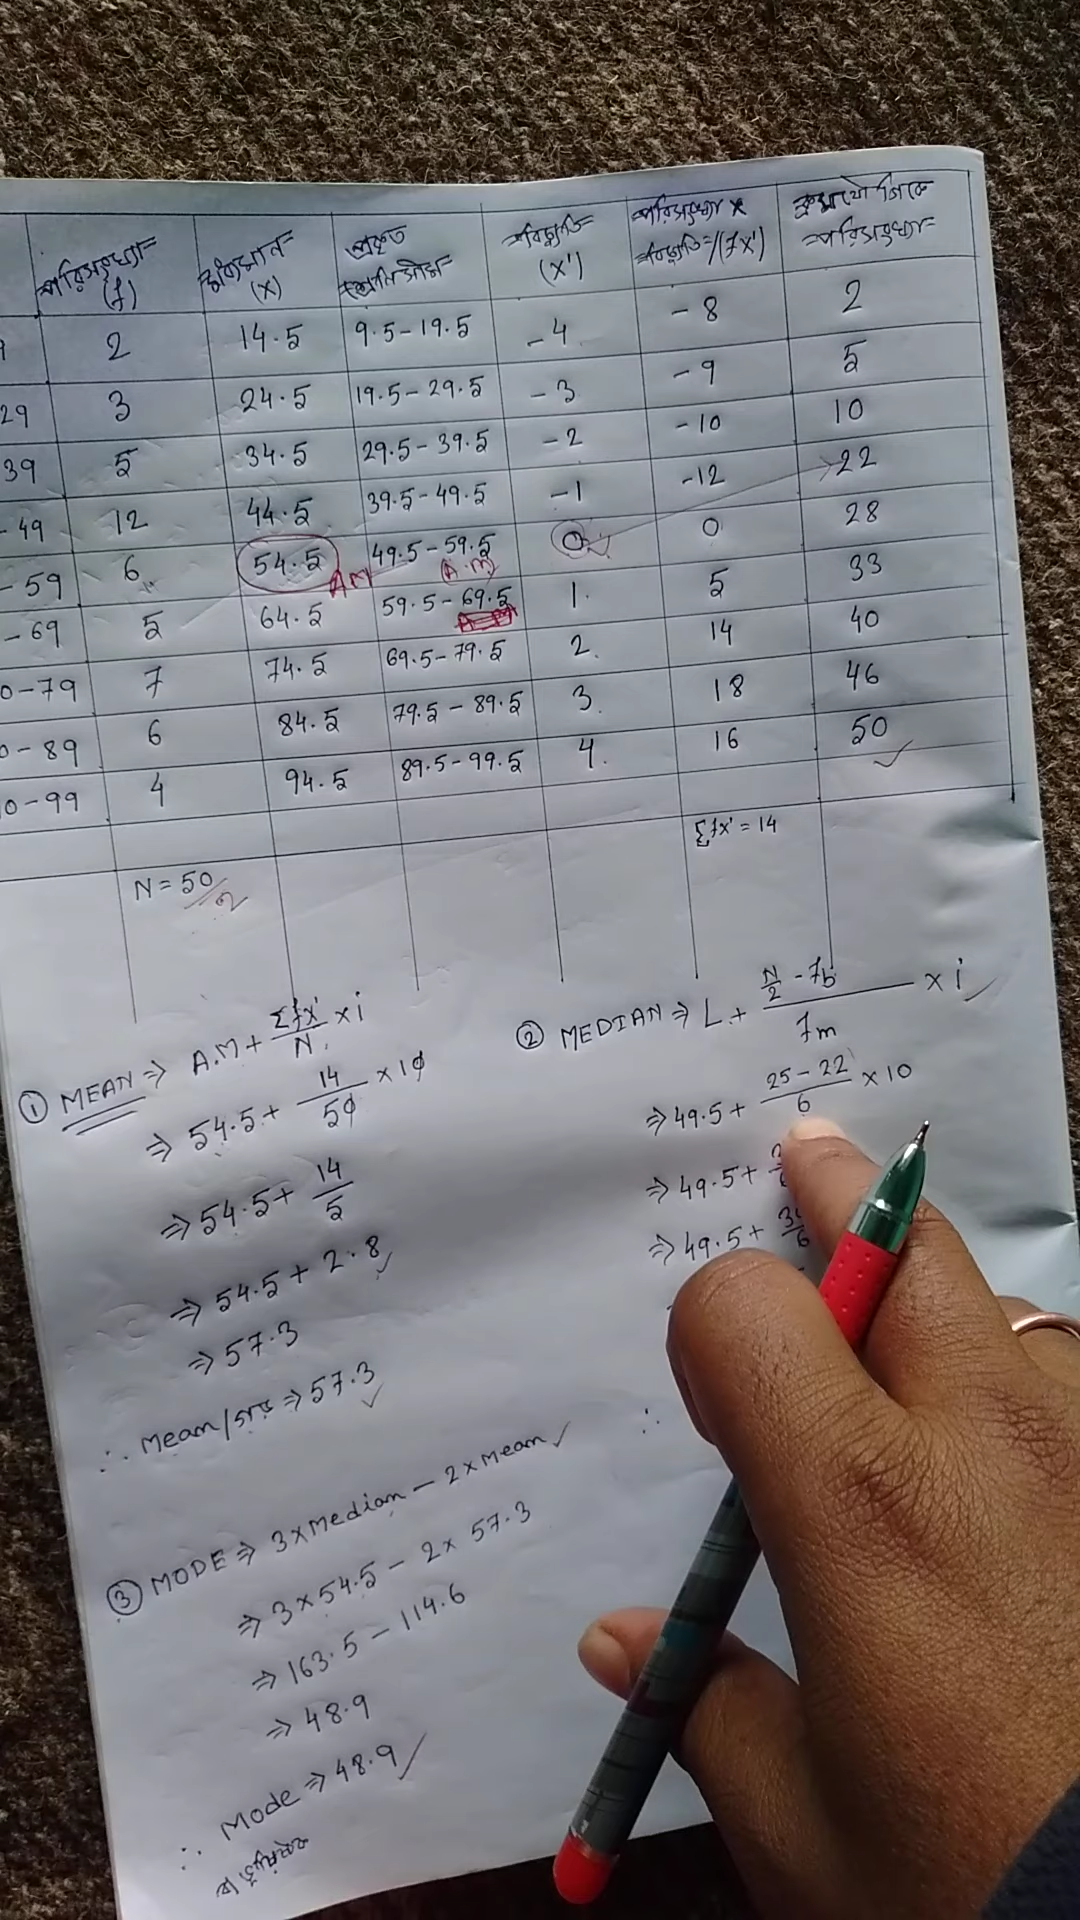 পরিসংখ্যা (f) মধ্যমান (x) প্রকৃত বিচ্যুতি (x') পরিসংখ্যা x বিচ্যুতি/(fx') ক্রমযৌগিক পরিসংখ্যা
9 2 14.5 9.5-19.5 -4 -8 2
29 3 24.5 19.5-29.5 -3 -9 5
39 5 34.5 29.5-39.5 -2 -10 10
-49 12 44.5 39.5-49.5 -1 -12 22
-59 6 54.5 AM 49.5-59.5 (A.M) 0 0 28
-69 5 64.5 59.5-69.5 1. 5 33
0-79 7 74.5 69.5-79.5 2. 14 40
0-89 6 84.5 79.5-89.5 3. 18 46
0-99 4 94.5 89.5-99.5 4. 16 50
N=50/2 Σfx'=14
① MEAN ⇒ A.M + Σfx'/N × i
⇒ 54.5 + 14/50 × 10
⇒ 54.5 + 14/5
⇒ 54.5 + 2.8
⇒ 57.3
∴ Mean/গড় ⇒ 57.3
② MEDIAN ⇒ L + (N/2 - fb)/fm × i
⇒ 49.5 + (25-22)/6 × 10
⇒ 49.5 +
⇒ 49.5 +
∴
③ MODE ⇒ 3×Median - 2×Mean
⇒ 3×54.5 - 2×57.3
⇒ 163.5 - 114.6
⇒ 48.9
∴ Mode ⇒ 48.9
বা ভূষিষ্টক